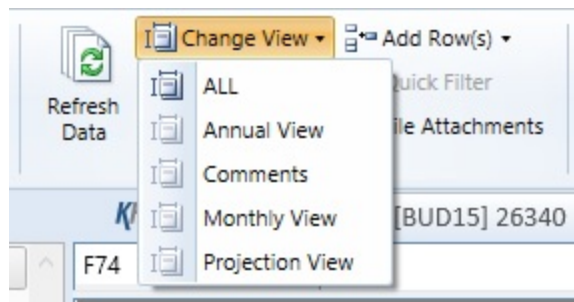 Change View
Add Row(s)
Refresh
Data
ALL
Quick Filter
Annual View
ile Attachments
Comments
Monthly View
[BUD15] 26340
F74
Projection View